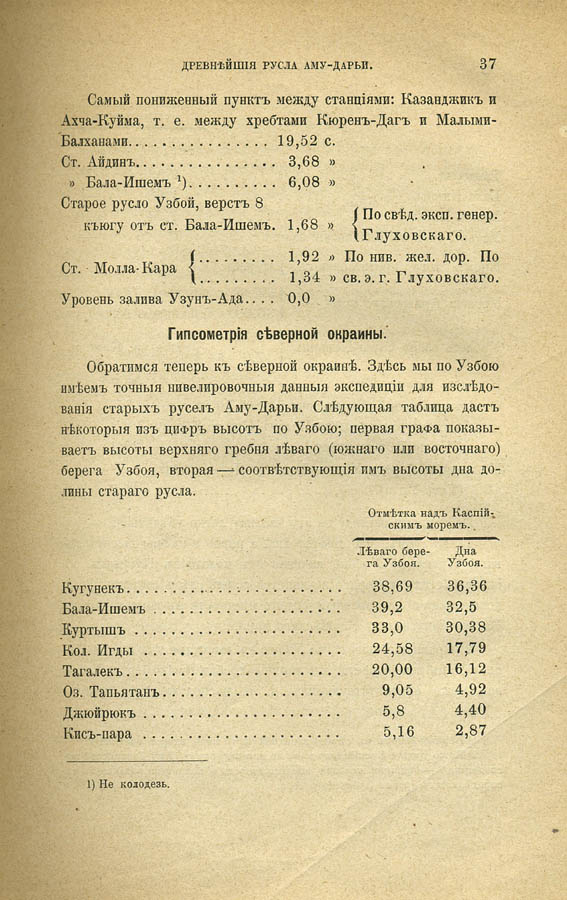 ДРЕВНѢЙШІЯ РУСЛА АМУ-ДАРЬИ. 37
Самый пониженный пунктъ между станціями: Казанджикъ и
Ахча-Куйма, т. е. между хребтами Кюренъ-Дагъ и Малыми-
Балханами................ 19,52 с.
Ст. Айдинъ............... 3,68 »
» Бала-Ишемъ ¹).......... 6,08 »
Старое русло Узбой, верстъ 8
къюгу отъ ст. Бала-Ишемъ. 1,68 » { По свѣд. эксп. генер.
Глуховскаго.
Ст. Молла-Кара { ......... 1,92 » По нив. жел. дор. По
......... 1,34 » св. э. г. Глуховскаго.
Уровень залива Узунъ-Ада.... 0,0 »
Гипсометрія сѣверной окраины.
Обратимся теперь къ сѣверной окраинѣ. Здѣсь мы по Узбою
имѣемъ точныя нивелировочныя данныя экспедиціи для изслѣдо-
ванія старыхъ руселъ Аму-Дарьи. Слѣдующая таблица дастъ
нѣкоторыя изъ цифръ высотъ по Узбою; первая графа показы-
ваетъ высоты верхняго гребня лѣваго (южнаго или восточнаго)
берега Узбоя, вторая — соотвѣтствующія имъ высоты дна до-
лины стараго русла.
Отмѣтка надъ Каспій-
скимъ моремъ.
Лѣваго бере- Дна
га Узбоя. Узбоя.
Кугунекъ........................ 38,69 36,36
Бала-Ишемъ ..................... 39,2 32,5
Куртышъ ....................... 33,0 30,38
Кол. Игды ...................... 24,58 17,79
Тагалекъ........................ 20,00 16,12
Оз. Тапьятанъ................... 9,05 4,92
Джюйрюкъ ...................... 5,8 4,40
Кисъ-пара ...................... 5,16 2,87
1) Не колодезь.